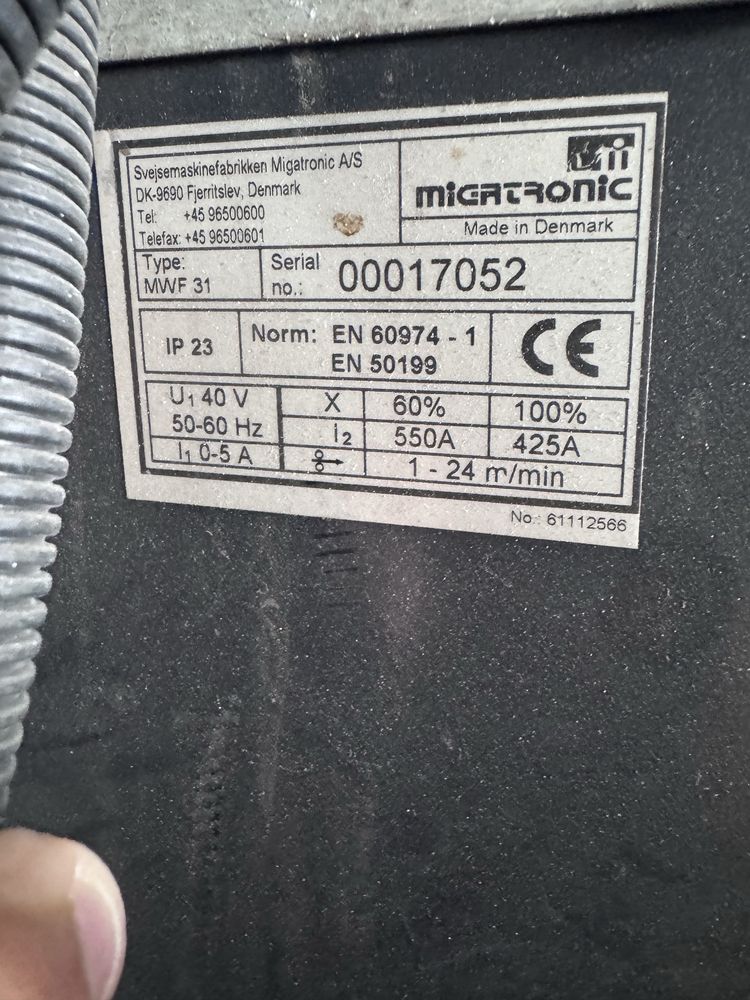 Svejsemaskinefabrikken Migatronic A/S
DK-9690 Fjerritslev, Denmark
Tel: +45 96500600
Telefax: +45 96500601
MIGATRONIC
Made in Denmark
Type:
MWF 31
Serial
no.: 00017052
IP 23
Norm: EN 60974 - 1
EN 50199
CE
U1 40 V
50-60 Hz
I1 0-5 A
X 60% 100%
I2 550A 425A
1 - 24 m/min
No.: 61112566